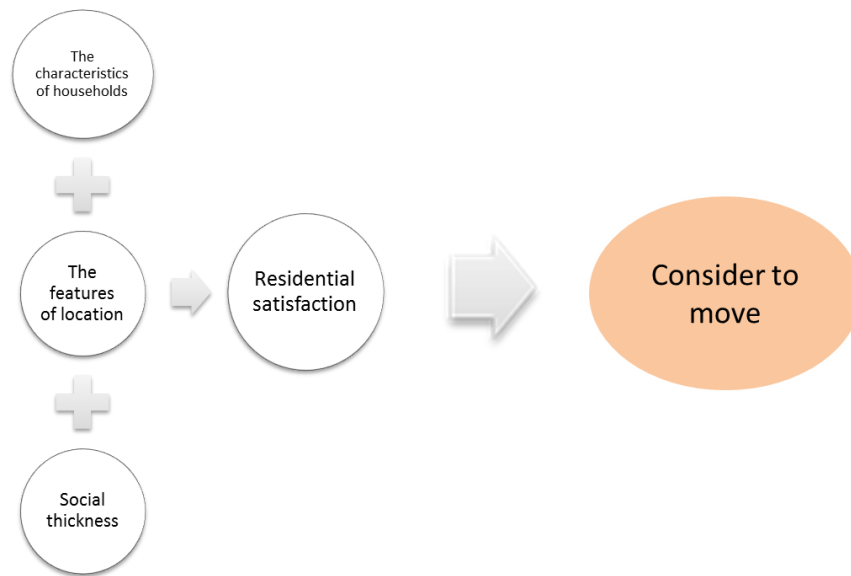 The
characteristics
of households
The
features
of location
Social
thickness
Residential
satisfaction
Consider to
move